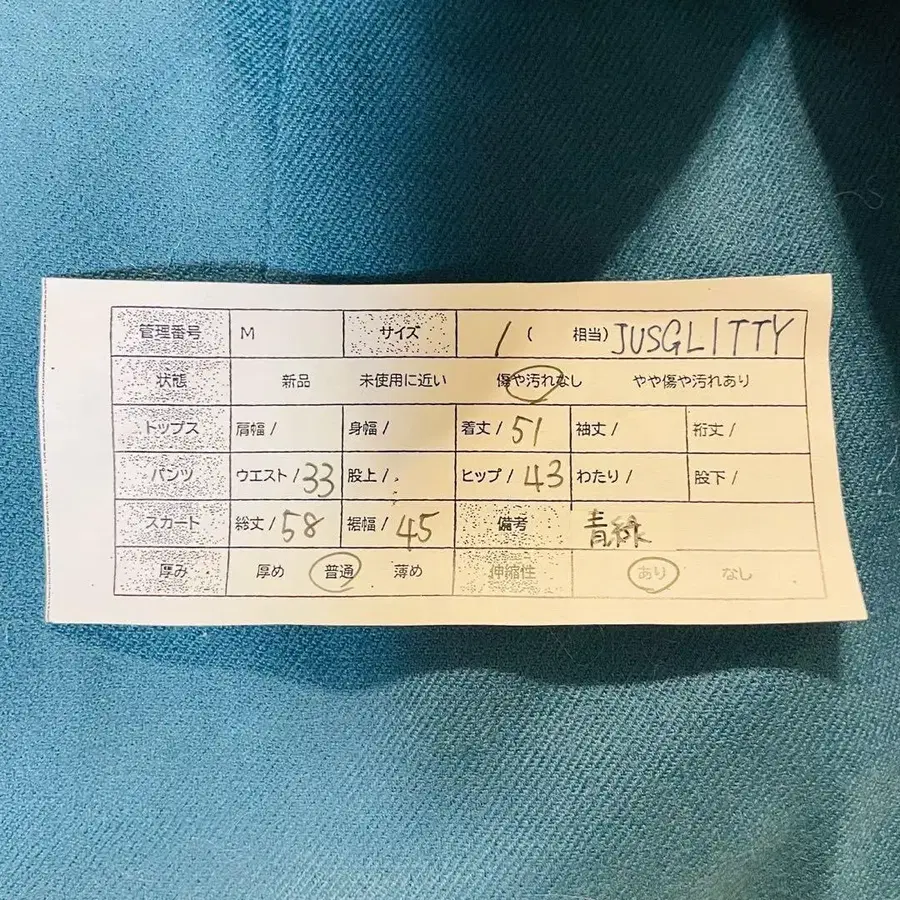 管理番号 M サイズ 1 ( 相当) JUSGLITTY
状態 新品 未使用に近い 傷や汚れなし やや傷や汚れあり
トップス 肩幅 / 身幅 / 着丈 / 51 袖丈 / 裄丈 /
パンツ ウエスト / 33 股上 / ヒップ / 43 わたり / 股下 /
スカート 総丈 / 58 裾幅 / 45 備考 青緑
厚み 厚め 普通 薄め 伸縮性 あり なし